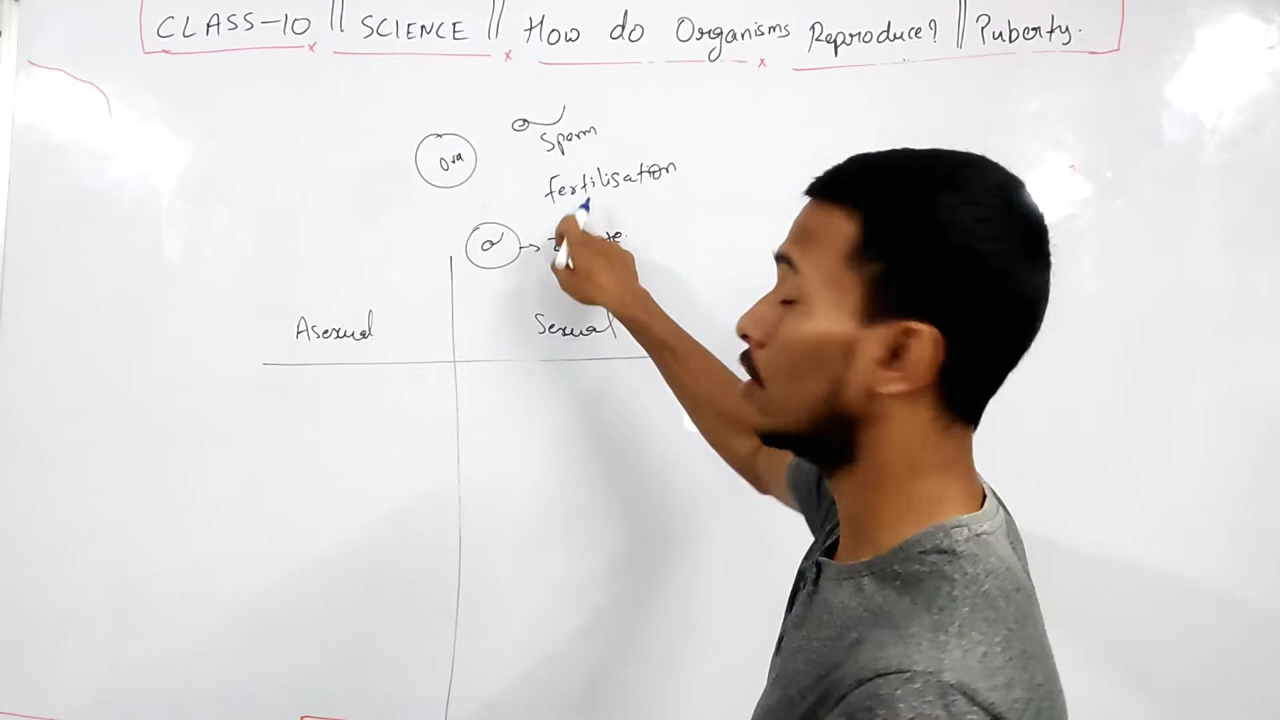 CLASS-10 || SCIENCE || How do Organisms Reproduce? || Puberty.
Ova
Sperm
fertilisation
Asexual
Sexual